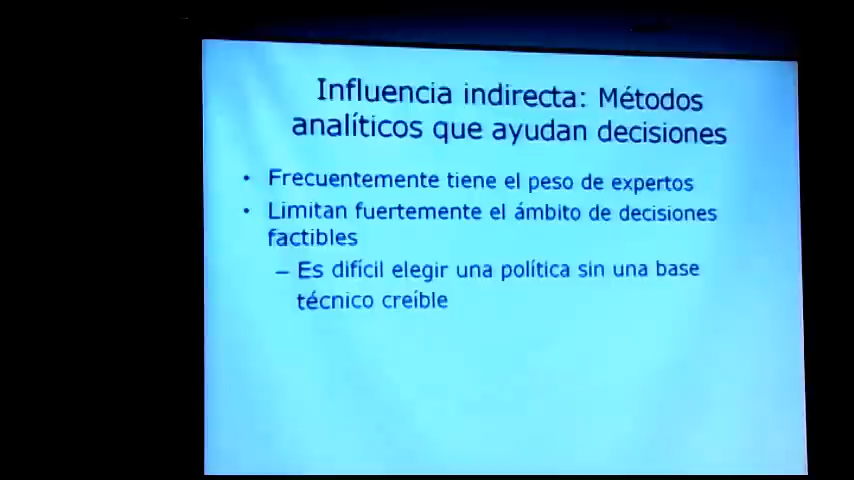 Influencia indirecta: Métodos
analíticos que ayudan decisiones
• Frecuentemente tiene el peso de expertos
• Limitan fuertemente el ámbito de decisiones
factibles
– Es difícil elegir una política sin una base
técnico creíble